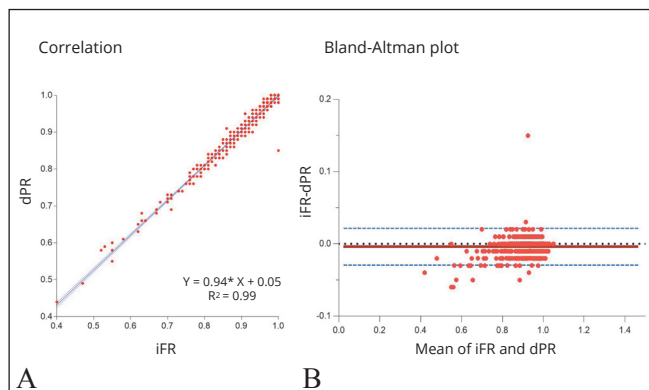 Correlation
Bland-Altman plot
dPR
1.0
0.9
0.8
0.7
0.6
0.5
0.4
0.4 0.5 0.6 0.7 0.8 0.9 1.0
iFR
Y = 0.94* X + 0.05
R² = 0.99
A
iFR-dPR
0.2
0.1
0.0
-0.1
0.0 0.2 0.4 0.6 0.8 1.0 1.2 1.4
Mean of iFR and dPR
B